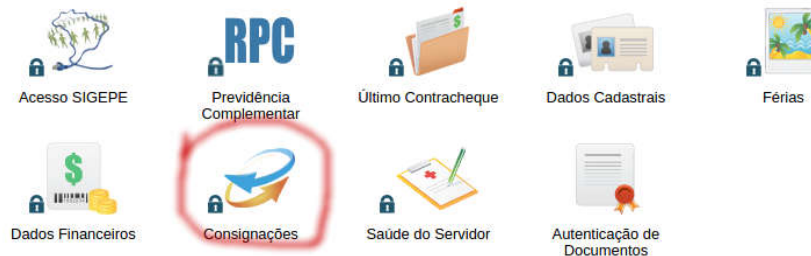 RPC
Acesso SIGEPE
Previdência
Complementar
Último Contracheque
Dados Cadastrais
Férias
$
Dados Financeiros
Consignações
Saúde do Servidor
Autenticação de
Documentos